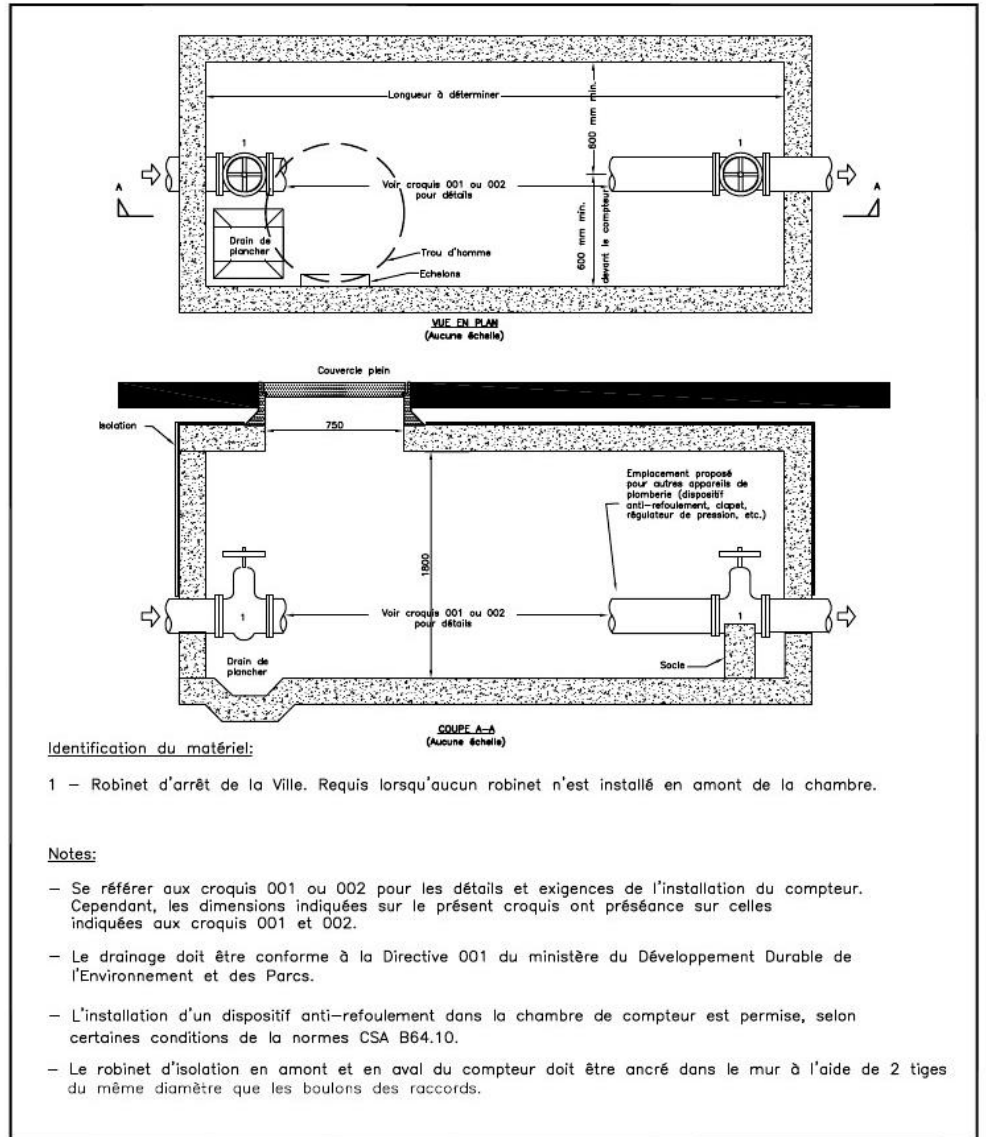 Longueur à déterminer
600 mm min.
1
1
A
Voir croquis 001 ou 002
pour détails
A
600 mm min.
devant le compteur
Drain de
plancher
Trou d'homme
Echelons
VUE EN PLAN
(Aucune échelle)
Couvercle plein
Isolation
750
Emplacement proposé
pour autres appareils de
plomberie (dispositif
anti-refoulement, clapet,
régulateur de pression, etc.)
1800
1
Voir croquis 001 ou 002
pour détails
1
Drain de
plancher
Socle
COUPE A-A
(Aucune échelle)
Identification du matériel:
1 – Robinet d'arrêt de la Ville. Requis lorsqu'aucun robinet n'est installé en amont de la chambre.
Notes:
– Se référer aux croquis 001 ou 002 pour les détails et exigences de l'installation du compteur.
Cependant, les dimensions indiquées sur le présent croquis ont préséance sur celles
indiquées aux croquis 001 et 002.
– Le drainage doit être conforme à la Directive 001 du ministère du Développement Durable de
l'Environnement et des Parcs.
– L'installation d'un dispositif anti-refoulement dans la chambre de compteur est permise, selon
certaines conditions de la normes CSA B64.10.
– Le robinet d'isolation en amont et en aval du compteur doit être ancré dans le mur à l'aide de 2 tiges
du même diamètre que les boulons des raccords.